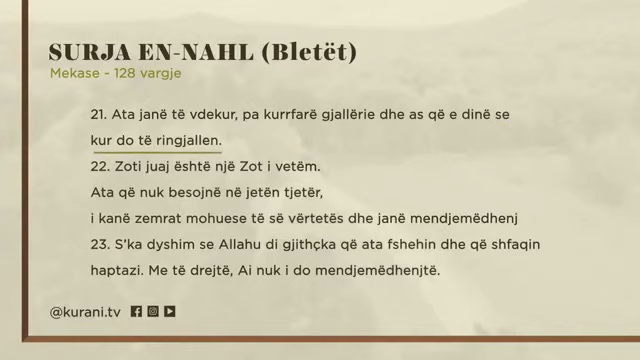 SURJA EN-NAHL (Bletët)
Mekase - 128 vargje
21. Ata janë të vdekur, pa kurrfarë gjallërie dhe as që e dinë se
kur do të ringjallen.
22. Zoti juaj është një Zot i vetëm.
Ata që nuk besojnë në jetën tjetër,
i kanë zemrat mohuese të së vërtetës dhe janë mendjemëdhenj
23. S'ka dyshim se Allahu di gjithçka që ata fshehin dhe që shfaqin
haptazi. Me të drejtë, Ai nuk i do mendjemëdhenjtë.
@kurani.tv